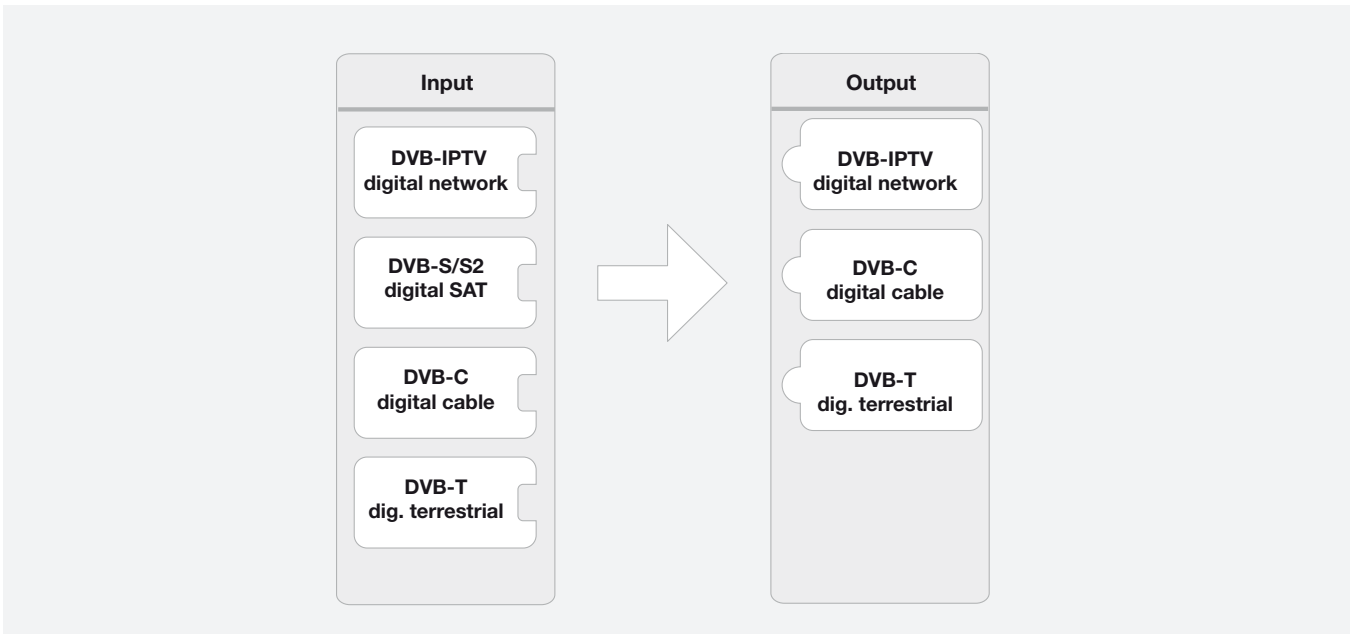 Input
DVB-IPTV
digital network
DVB-S/S2
digital SAT
DVB-C
digital cable
DVB-T
dig. terrestrial
Output
DVB-IPTV
digital network
DVB-C
digital cable
DVB-T
dig. terrestrial